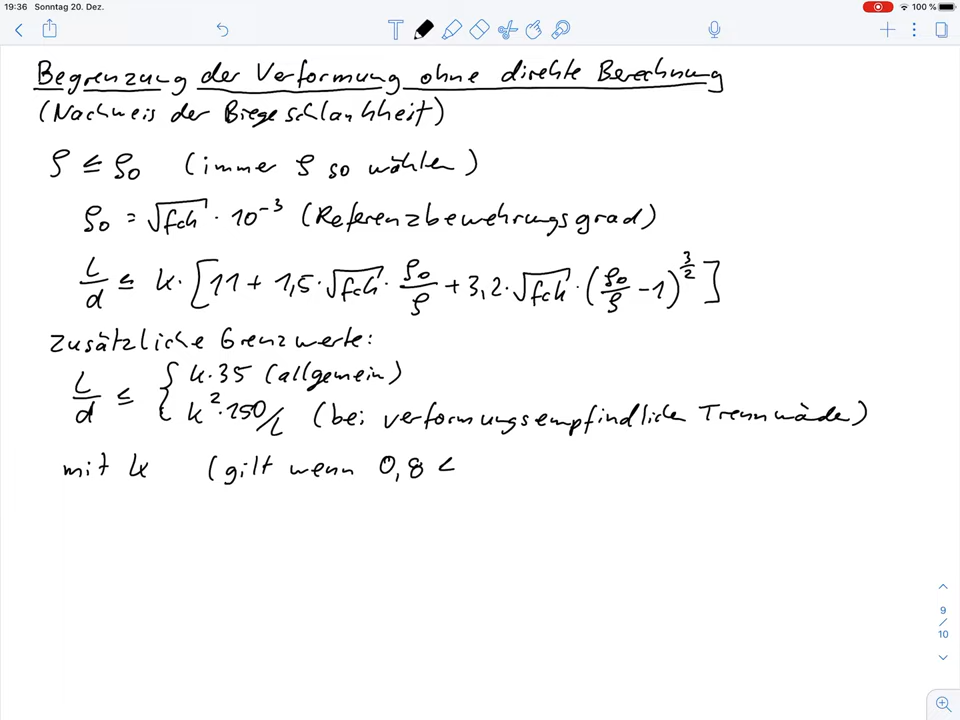 19:36 Sonntag 20. Dez. 100 %
T
Begrenzung der Verformung ohne direkte Berechnung
(Nachweis der Biegeschlankheit)
ρ ≤ ρ0 (immer ρ so wählen)
ρ0 = √fck · 10^-3 (Referenzbewehrungsgrad)
L/d ≤ k · [11 + 1,5 · √fck · ρ0/ρ + 3,2 · √fck · (ρ0/ρ - 1)^3/2]
Zusätzliche Grenzwerte:
L/d ≤ { k · 35 (allgemein)
k² · 150/L (bei verformungsempfindliche Trennwäde)
mit k (gilt wenn 0,8 <
9
/
10